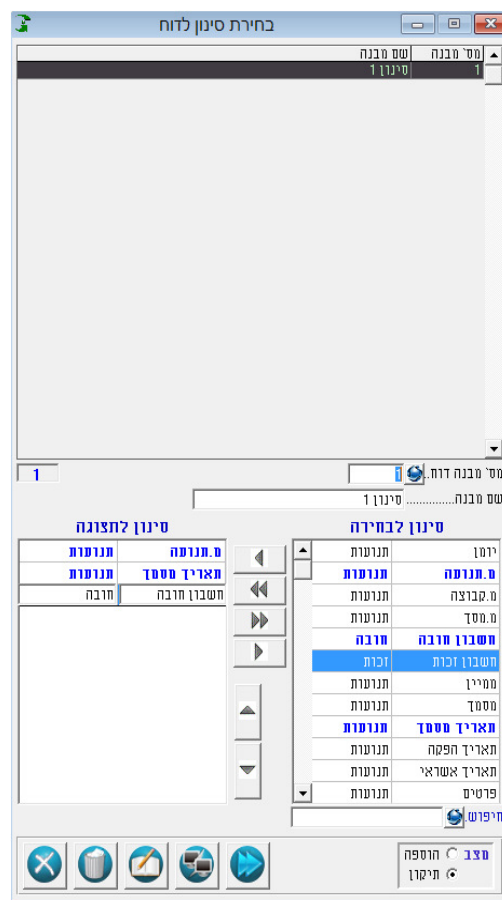 בחירת סינון לדוח
מס' מבנה שם מבנה
1 סינון 1
מס' מבנה דוח.. 1 1
שם מבנה.............. סינון 1
סינון לבחירה סינון לתצוגה
יומן תנועות
מ.תנועה תנועות
מ.קבוצה תנועות
מ.מסך תנועות
חשבון חובה חובה
חשבון זכות זכות
ממיין תנועות
מסמך תנועות
תאריך מסמך תנועות
תאריך הפקה תנועות
תאריך אשראי תנועות
פרטים תנועות
מ.תנועה תנועות
תאריך מסמך תנועות
חשבון חובה חובה
חיפוש.
מצב הוספה
תיקון